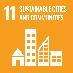 11 SUSTAINABLE CITIES
AND COMMUNITIES